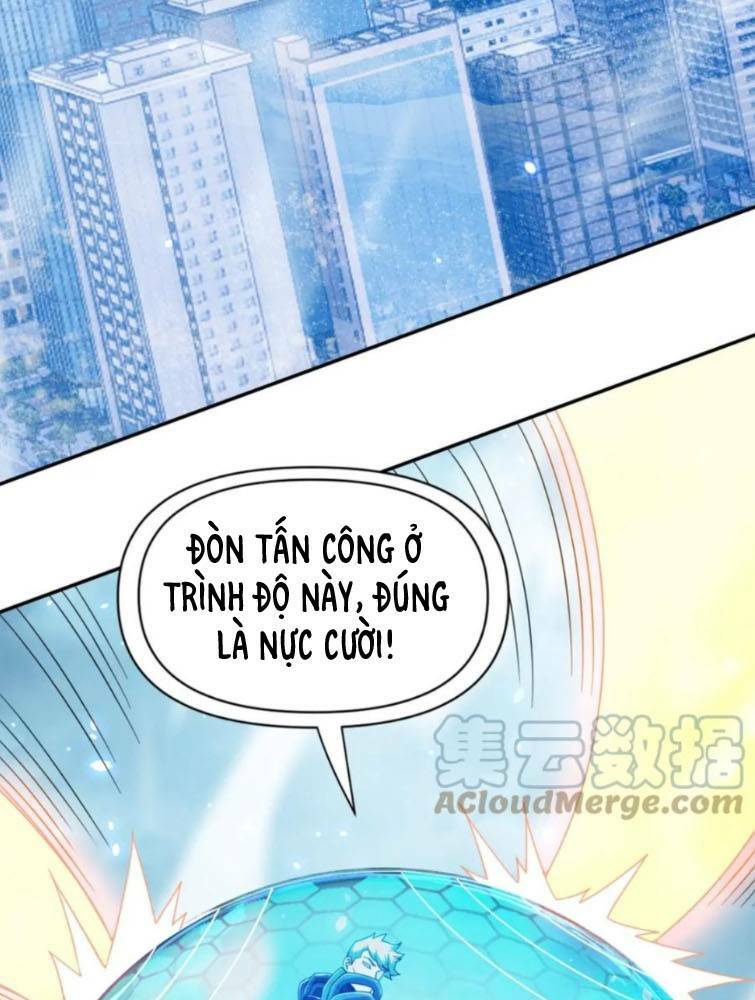 ĐÒN TẤN CÔNG Ở
TRÌNH ĐỘ NÀY, ĐÚNG
LÀ NỰC CƯỜI!
集云数据
ACloudMerge.com